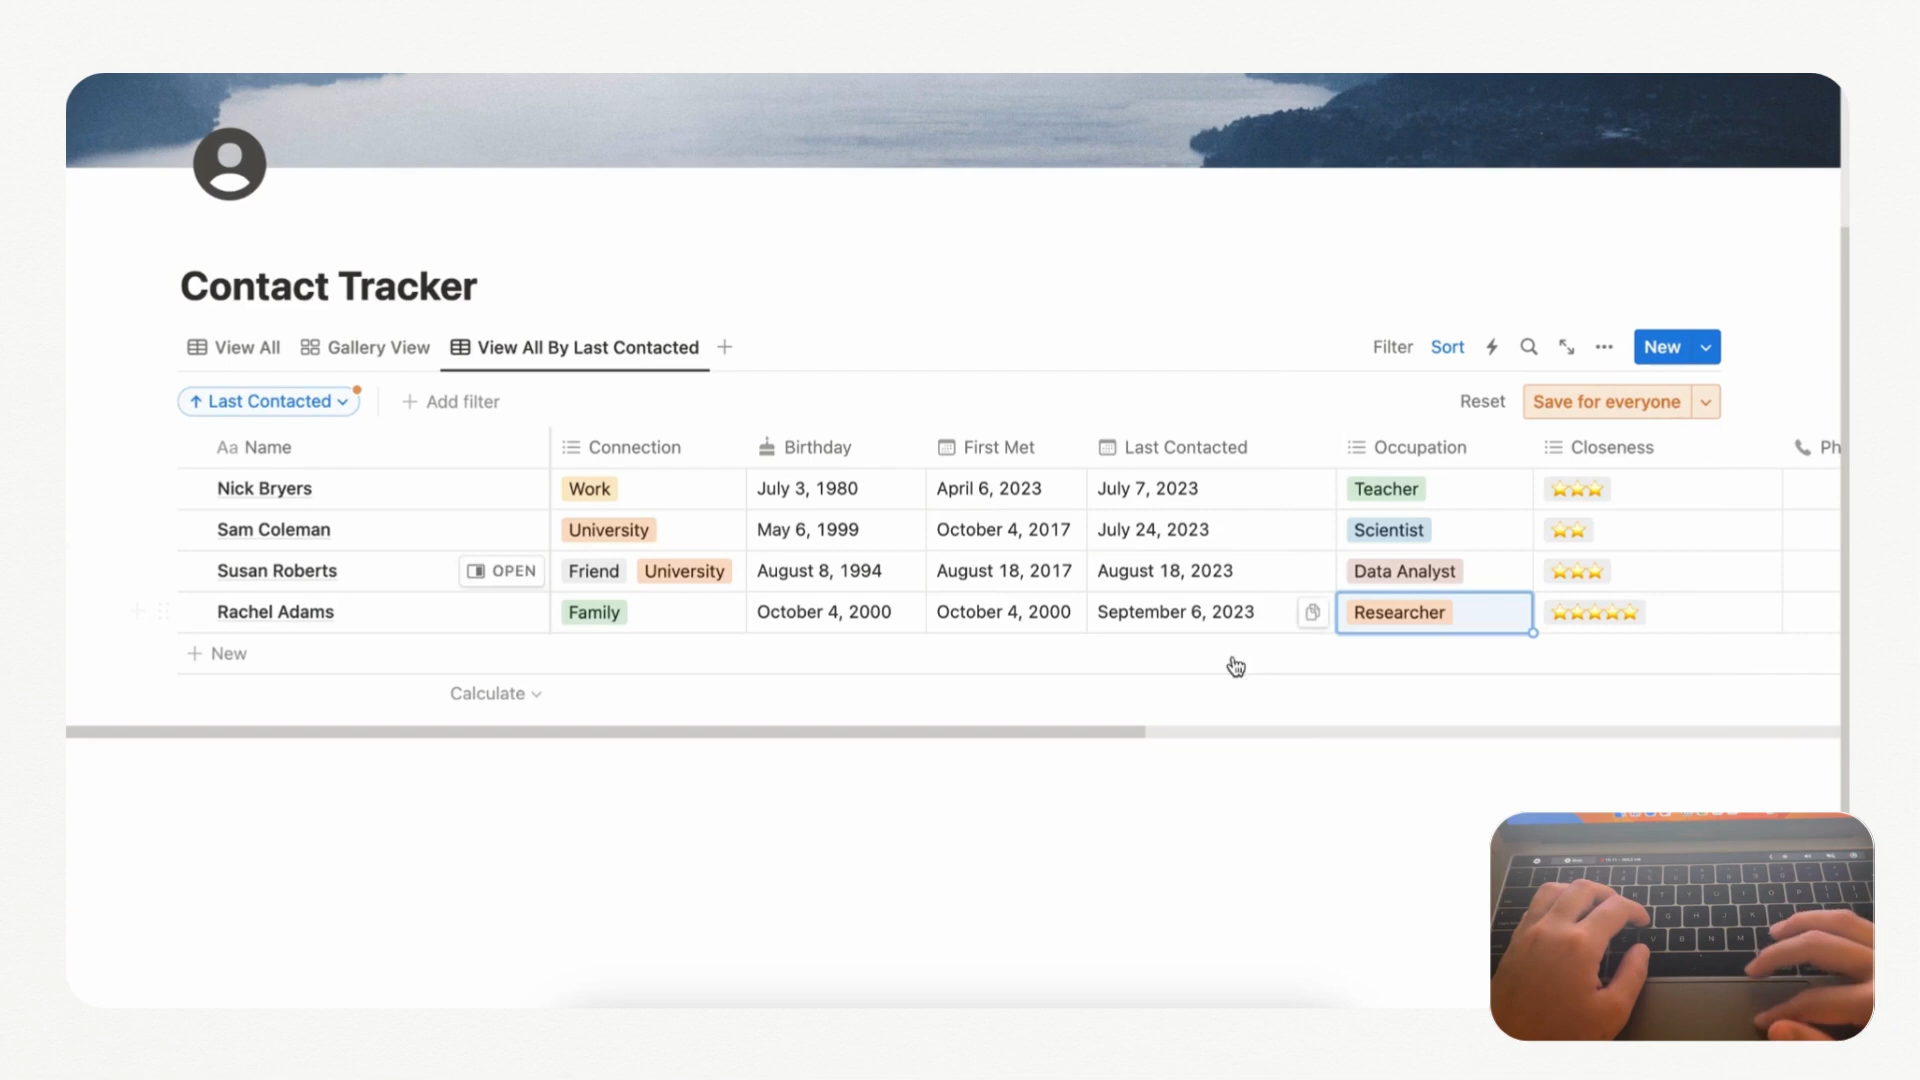 Contact Tracker
View All Gallery View View All By Last Contacted
Filter Sort New
Last Contacted Add filter
Reset Save for everyone
Aa Name Connection Birthday First Met Last Contacted Occupation Closeness Ph
Nick Bryers Work July 3, 1980 April 6, 2023 July 7, 2023 Teacher
Sam Coleman University May 6, 1999 October 4, 2017 July 24, 2023 Scientist
Susan Roberts OPEN Friend University August 8, 1994 August 18, 2017 August 18, 2023 Data Analyst
Rachel Adams Family October 4, 2000 October 4, 2000 September 6, 2023 Researcher
New
Calculate